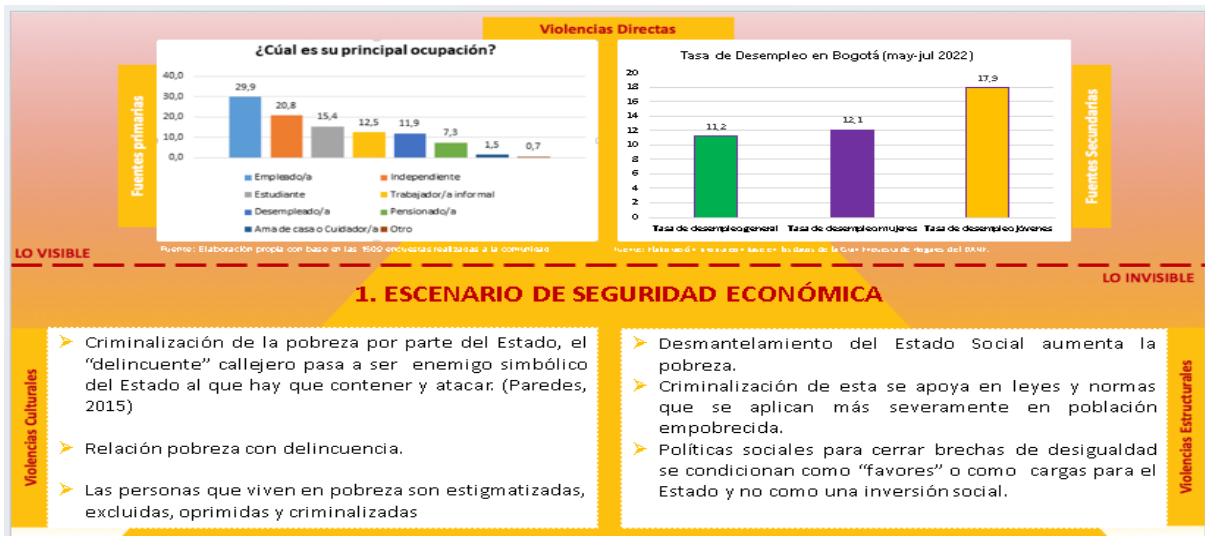 Violencias Directas
Fuentes primarias
¿Cúal es su principal ocupación?
40,0
30,0
20,0
10,0
0,0
29,9
20,8
15,4
12,5
11,9
7,3
1,5
0,7
Empleado/a
Independiente
Estudiante
Trabajador/a informal
Desempleado/a
Pensionado/a
Ama de casa o Cuidador/a
Otro
Fuente: Elaboración propia con base en las 1500 encuestas realizadas a la comunidad
Tasa de Desempleo en Bogotá (may-jul 2022)
20
18
16
14
12
10
8
6
4
2
0
11,2
12,1
17,9
Tasa de desempleo general
Tasa de desempleo mujeres
Tasa de desempleo jóvenes
Fuentes Secundarias
LO VISIBLE
LO INVISIBLE
1. ESCENARIO DE SEGURIDAD ECONÓMICA
Violencias Culturales
Criminalización de la pobreza por parte del Estado, el
“delincuente” callejero pasa a ser enemigo simbólico
del Estado al que hay que contener y atacar. (Paredes,
2015)
Relación pobreza con delincuencia.
Las personas que viven en pobreza son estigmatizadas,
excluidas, oprimidas y criminalizadas
Desmantelamiento del Estado Social aumenta la
pobreza.
Criminalización de esta se apoya en leyes y normas
que se aplican más severamente en población
empobrecida.
Políticas sociales para cerrar brechas de desigualdad
se condicionan como “favores” o como cargas para el
Estado y no como una inversión social.
Violencias Estructurales